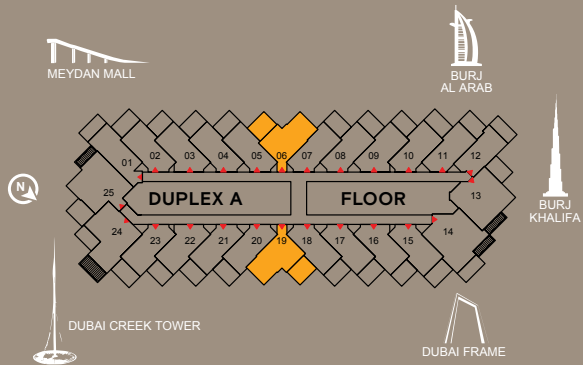 MEYDAN MALL
BURJ
AL ARAB
01 02 03 04 05 06 07 08 09 10 11 12
N
25
DUPLEX A FLOOR
13
BURJ
KHALIFA
24 23 22 21 20 19 18 17 16 15 14
DUBAI CREEK TOWER
DUBAI FRAME